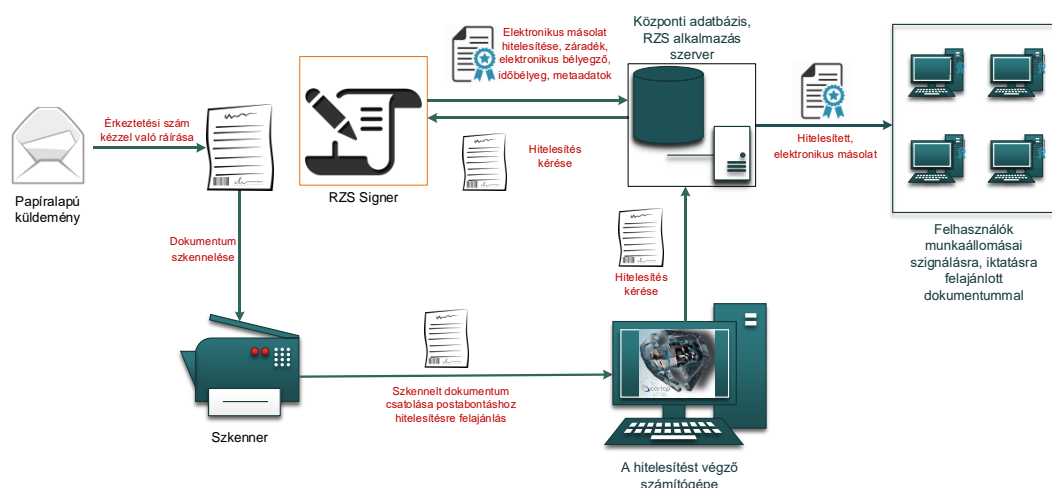 Papíralapú
küldemény
Érkeztetési szám
kézzel való ráírása
Dokumentum
szkennelése
Szkenner
Szkennelt dokumentum
csatolása postabontáshoz
hitelesítésre felajánlás
A hitelesítést végző
számítógépe
Hitelesítés
kérése
RZS Signer
Elektronikus másolat
hitelesítése, záradék,
elektronikus bélyegző,
időbélyeg, metaadatok
Hitelesítés
kérése
Központi adatbázis,
RZS alkalmazás
szerver
Hitelesített,
elektronikus másolat
Felhasználók
munkaállomásai
szignálásra, iktatásra
felajánlott
dokumentummal